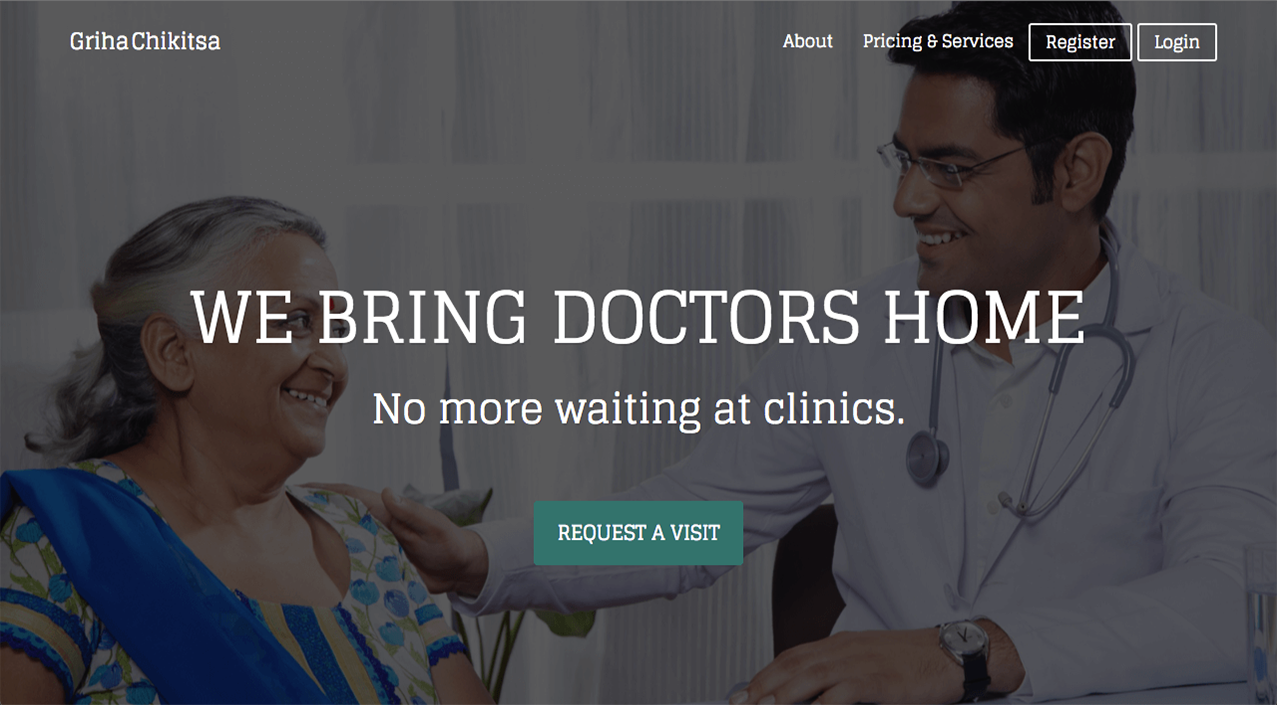 GrihaChikitsa
About Pricing & Services Register Login
WE BRING DOCTORS HOME
No more waiting at clinics.
REQUEST A VISIT